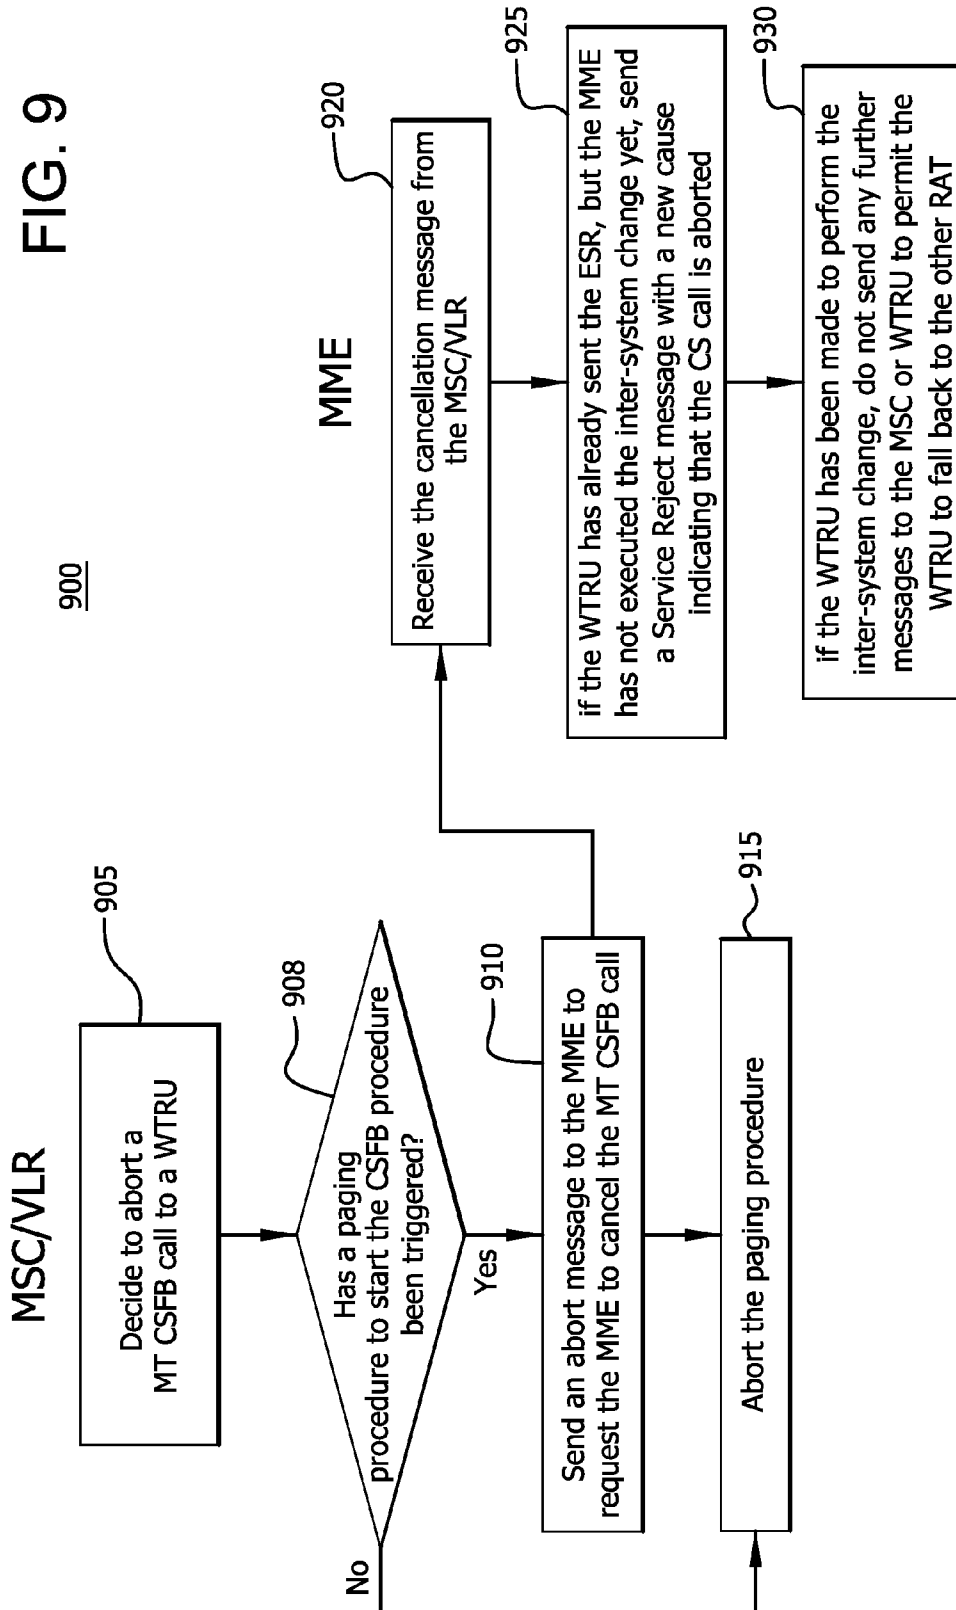 FIG. 9
900
MSC/VLR
905
Decide to abort a
MT CSFB call to a WTRU
908
Has a paging
procedure to start the CSFB procedure
been triggered?
No
Yes
910
Send an abort message to the MME to
request the MME to cancel the MT CSFB call
915
Abort the paging procedure
MME
920
Receive the cancellation message from
the MSC/VLR
925
if the WTRU has already sent the ESR, but the MME
has not executed the inter-system change yet, send
a Service Reject message with a new cause
indicating that the CS call is aborted
930
if the WTRU has been made to perform the
inter-system change, do not send any further
messages to the MSC or WTRU to permit the
WTRU to fall back to the other RAT